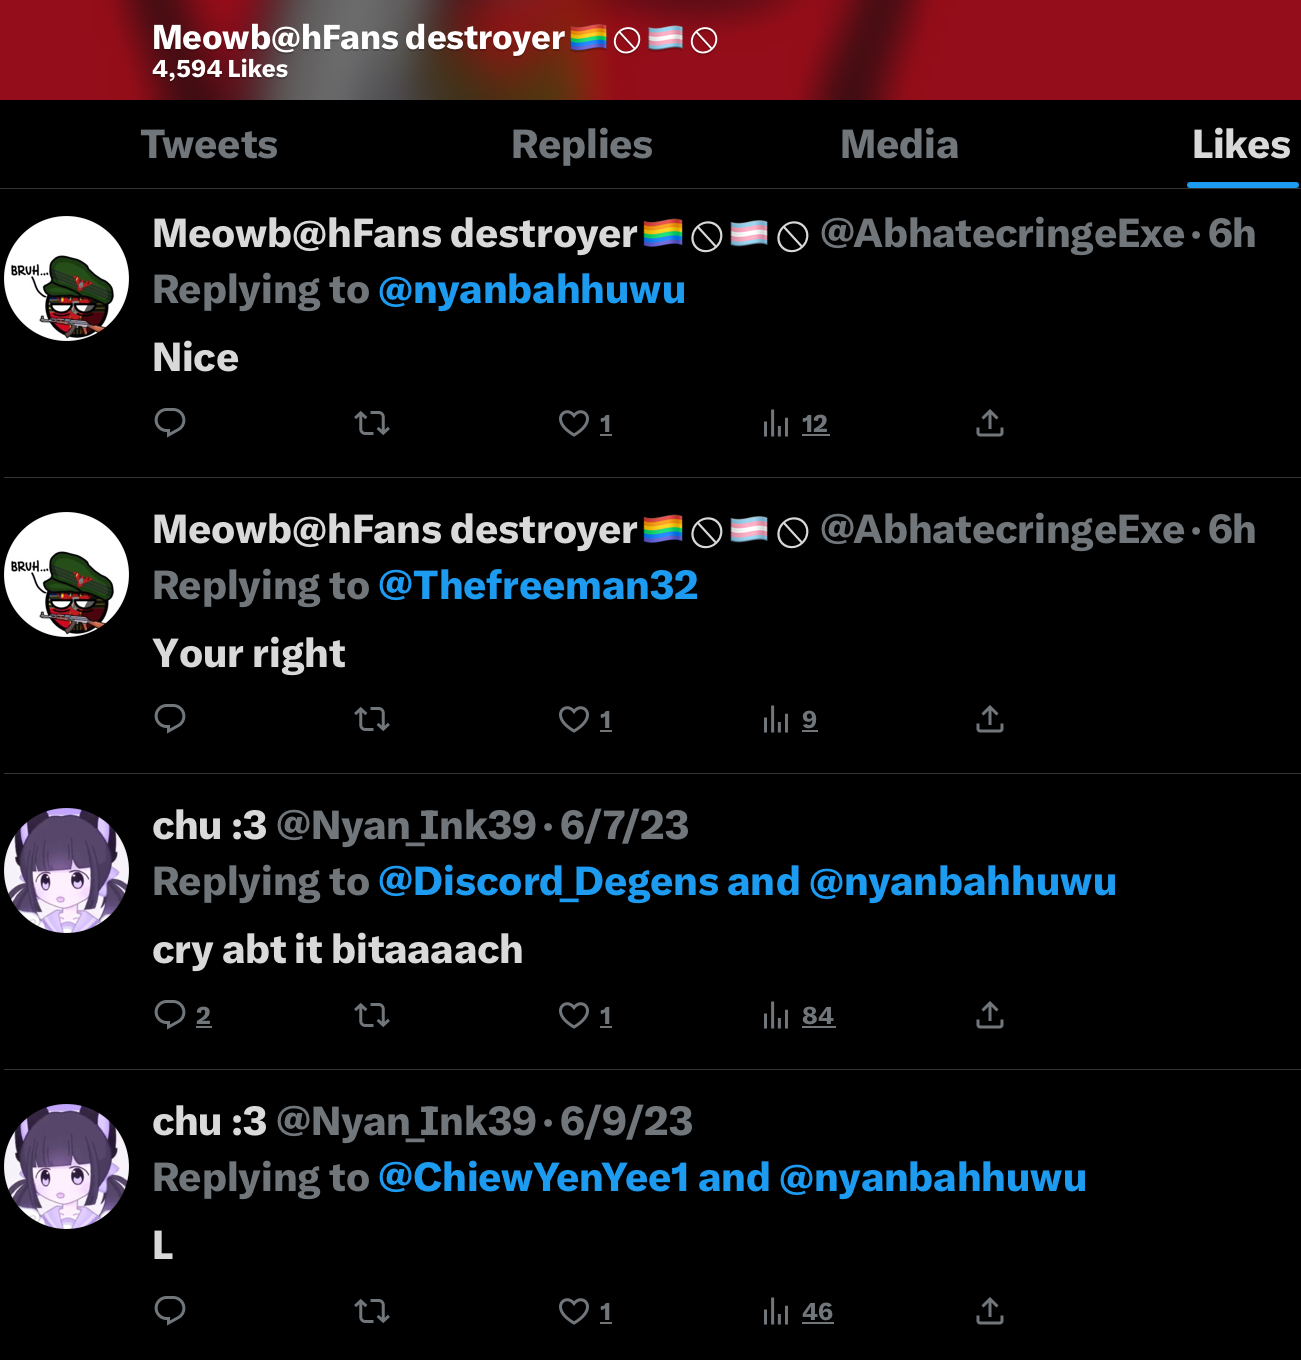 Meowb@hFans destroyer🏳️‍🌈🚫🏳️‍⚧️🚫
4,594 Likes
Tweets Replies Media Likes
Meowb@hFans destroyer🏳️‍🌈🚫🏳️‍⚧️🚫 @AbhatecringeExe · 6h
BRUH...
Replying to @nyanbahhuwu
Nice
1 12
Meowb@hFans destroyer🏳️‍🌈🚫🏳️‍⚧️🚫 @AbhatecringeExe · 6h
BRUH...
Replying to @Thefreeman32
Your right
1 9
chu :3 @Nyan_Ink39 · 6/7/23
Replying to @Discord_Degens and @nyanbahhuwu
cry abt it bitaaaach
2 1 84
chu :3 @Nyan_Ink39 · 6/9/23
Replying to @ChiewYenYee1 and @nyanbahhuwu
L
1 46